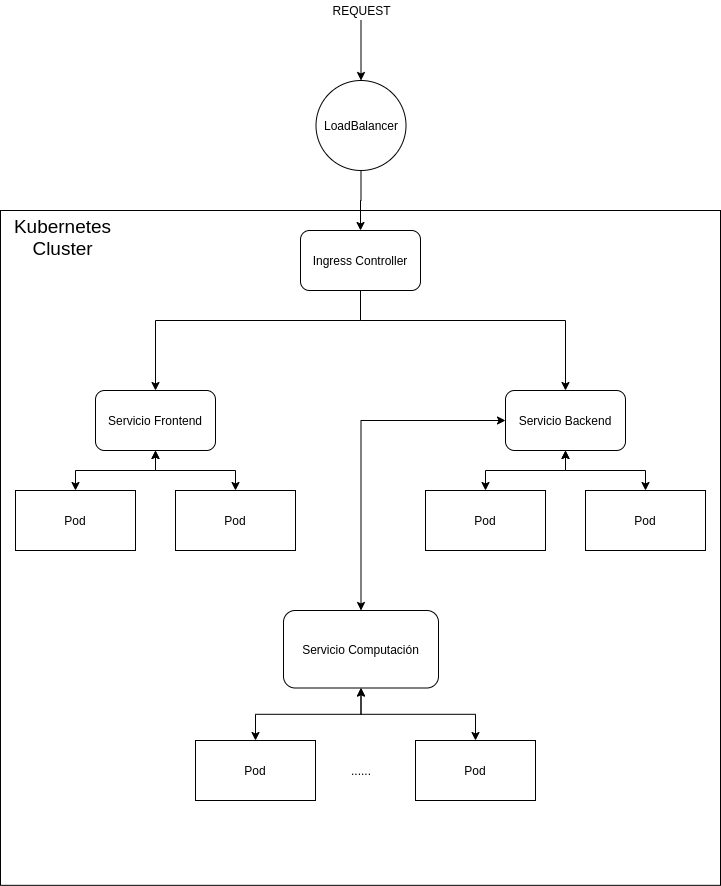 REQUEST
LoadBalancer
Kubernetes
Cluster
Ingress Controller
Servicio Frontend
Servicio Backend
Pod
Pod
Pod
Pod
Servicio Computación
Pod
......
Pod